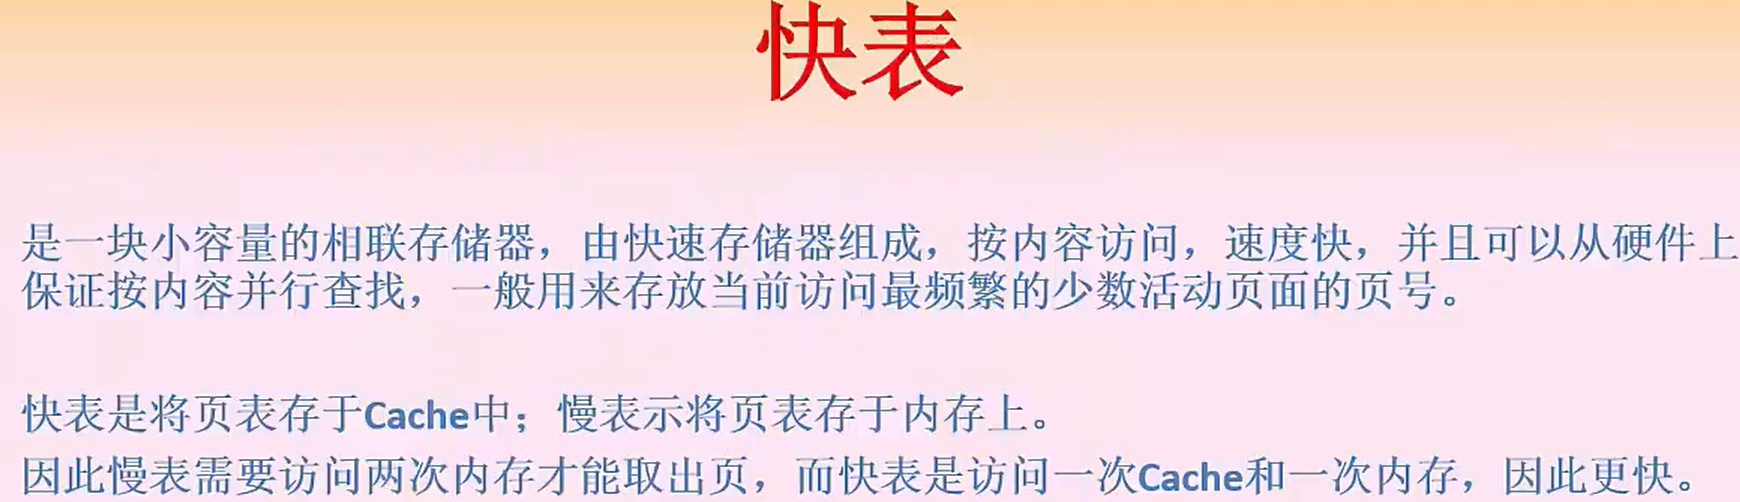 快表
是一块小容量的相联存储器，由快速存储器组成，按内容访问，速度快，并且可以从硬件上
保证按内容并行查找，一般用来存放当前访问最频繁的少数活动页面的页号。
快表是将页表存于Cache中；慢表示将页表存于内存上。
因此慢表需要访问两次内存才能取出页，而快表是访问一次Cache和一次内存，因此更快。